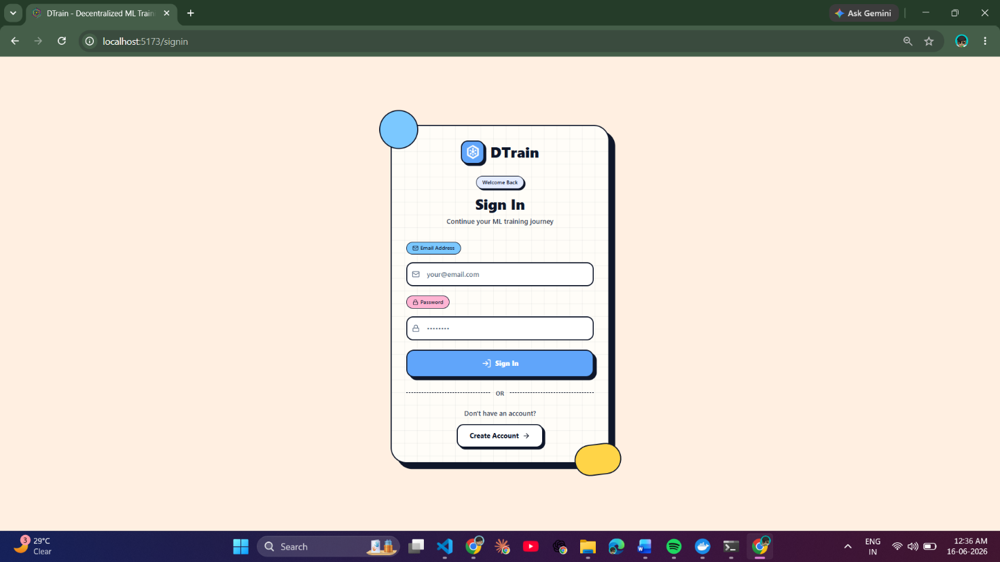 DTrain - Decentralized ML Train
Ask Gemini
localhost:5173/signin
DTrain
Welcome Back
Sign In
Continue your ML training journey
Email Address
your@email.com
Password
••••••••
Sign In
OR
Don't have an account?
Create Account
3
29°C
Clear
Search
ENG
IN
12:36 AM
16-06-2026